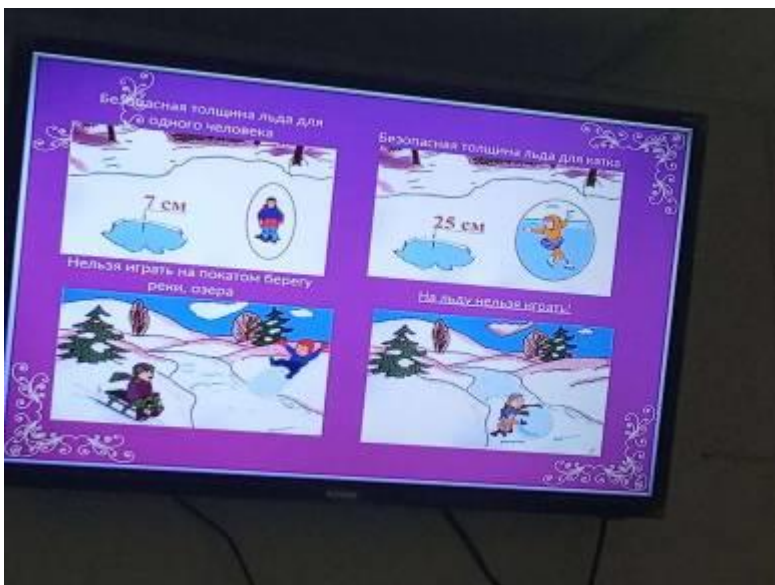 Безопасная толщина льда для
одного человека
7 см
Безопасная толщина льда для катка
25 см
Нельзя играть на покатом берегу
реки, озера
На льду нельзя играть!